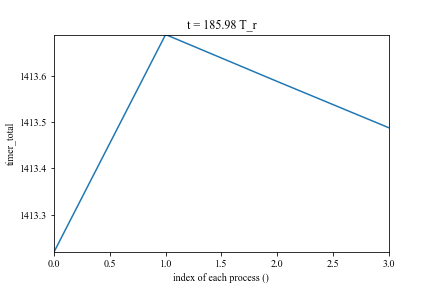 t = 185.98 T_r
1413.6
1413.5
1413.4
1413.3
timer_total
0.0 0.5 1.0 1.5 2.0 2.5 3.0
index of each process ()